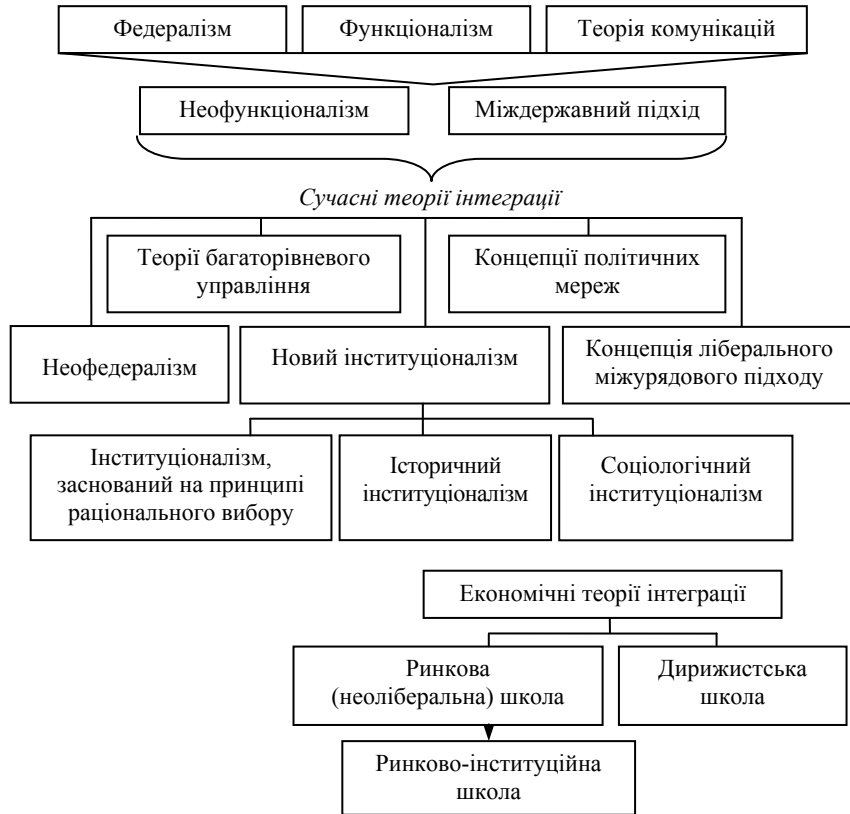 Федералізм
Функціоналізм
Теорія комунікацій
Неофункціоналізм
Міждержавний підхід
Сучасні теорії інтеграції
Теорії багаторівневого
управління
Концепції політичних
мереж
Неофедералізм
Новий інституціоналізм
Концепція ліберального
міжурядового підходу
Інституціоналізм,
заснований на принципі
раціонального вибору
Історичний
інституціоналізм
Соціологічний
інституціоналізм
Економічні теорії інтеграції
Ринкова
(неоліберальна) школа
Дирижистська
школа
Ринково-інституційна
школа